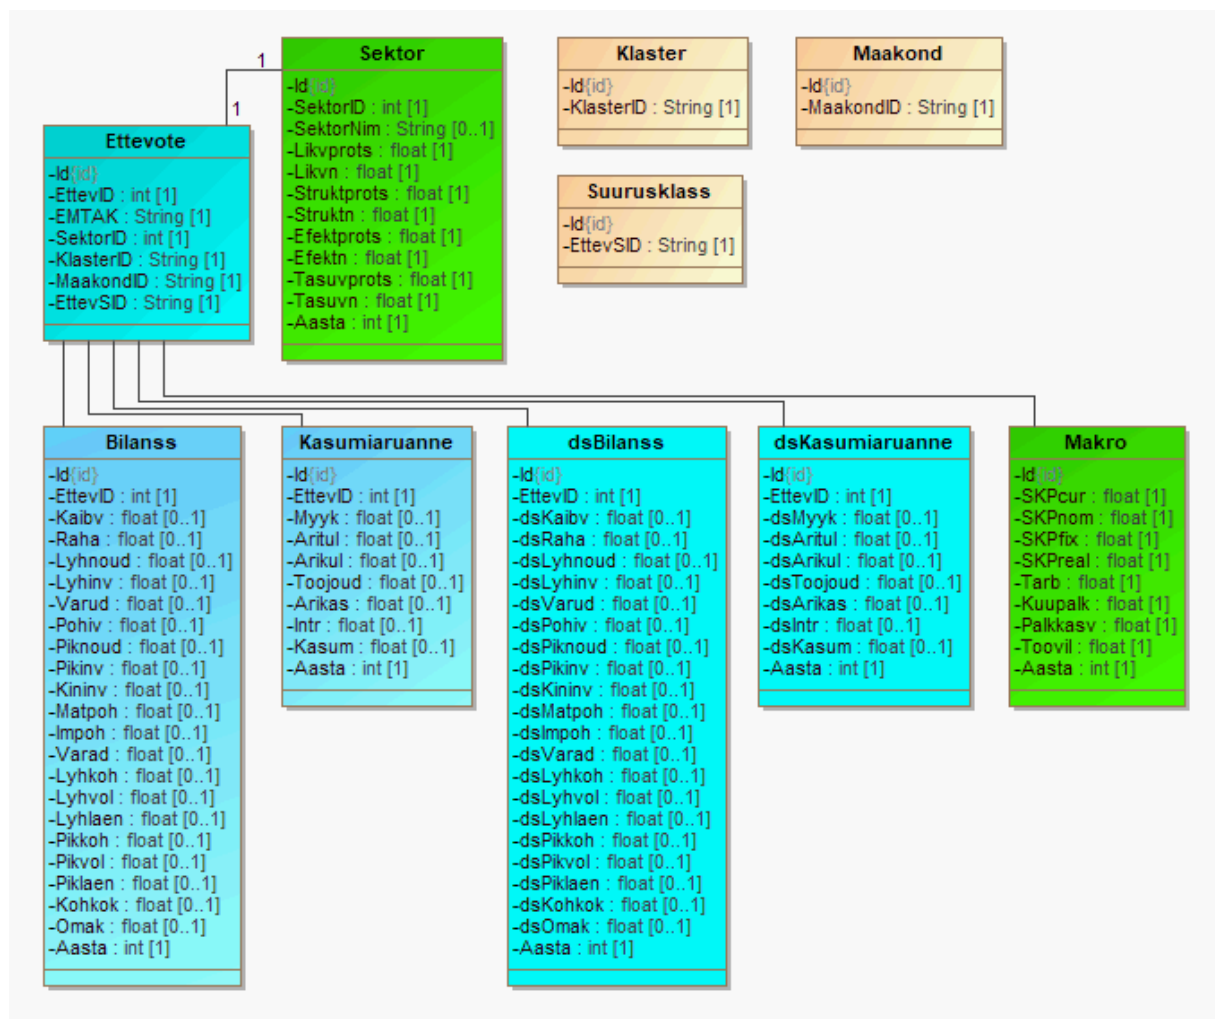 1
1
Sektor
-Id{id}
-SektorID : int [1]
-SektorNim : String [0..1]
-Likvprots : float [1]
-Likvn : float [1]
-Struktprots : float [1]
-Struktn : float [1]
-Efektprots : float [1]
-Efektn : float [1]
-Tasuvprots : float [1]
-Tasuvn : float [1]
-Aasta : int [1]
Klaster
-Id{id}
-KlasterID : String [1]
Maakond
-Id{id}
-MaakondID : String [1]
Suurusklass
-Id{id}
-EttevSID : String [1]
Ettevote
-Id{id}
-EttevID : int [1]
-EMTAK : String [1]
-SektorID : int [1]
-KlasterID : String [1]
-MaakondID : String [1]
-EttevSID : String [1]
Bilanss
-Id{id}
-EttevID : int [1]
-Kaibv : float [0..1]
-Raha : float [0..1]
-Lyhnoud : float [0..1]
-Lyhinv : float [0..1]
-Varud : float [0..1]
-Pohiv : float [0..1]
-Piknoud : float [0..1]
-Pikinv : float [0..1]
-Kininv : float [0..1]
-Matpoh : float [0..1]
-Impoh : float [0..1]
-Varad : float [0..1]
-Lyhkoh : float [0..1]
-Lyhvol : float [0..1]
-Lyhlaen : float [0..1]
-Pikkoh : float [0..1]
-Pikvol : float [0..1]
-Piklaen : float [0..1]
-Kohkok : float [0..1]
-Omak : float [0..1]
-Aasta : int [1]
Kasumiaruanne
-Id{id}
-EttevID : int [1]
-Myyk : float [0..1]
-Aritul : float [0..1]
-Arikul : float [0..1]
-Toojoud : float [0..1]
-Arikas : float [0..1]
-Intr : float [0..1]
-Kasum : float [0..1]
-Aasta : int [1]
dsBilanss
-Id{id}
-EttevID : int [1]
-dsKaibv : float [0..1]
-dsRaha : float [0..1]
-dsLyhnoud : float [0..1]
-dsLyhinv : float [0..1]
-dsVarud : float [0..1]
-dsPohiv : float [0..1]
-dsPiknoud : float [0..1]
-dsPikinv : float [0..1]
-dsKininv : float [0..1]
-dsMatpoh : float [0..1]
-dsImpoh : float [0..1]
-dsVarad : float [0..1]
-dsLyhkoh : float [0..1]
-dsLyhvol : float [0..1]
-dsLyhlaen : float [0..1]
-dsPikkoh : float [0..1]
-dsPikvol : float [0..1]
-dsPiklaen : float [0..1]
-dsKohkok : float [0..1]
-dsOmak : float [0..1]
-Aasta : int [1]
dsKasumiaruanne
-Id{id}
-EttevID : int [1]
-dsMyyk : float [0..1]
-dsAritul : float [0..1]
-dsArikul : float [0..1]
-dsToojoud : float [0..1]
-dsArikas : float [0..1]
-dsIntr : float [0..1]
-dsKasum : float [0..1]
-Aasta : int [1]
Makro
-Id{id}
-SKPcur : float [1]
-SKPnom : float [1]
-SKPfix : float [1]
-SKPreal : float [1]
-Tarb : float [1]
-Kuupalk : float [1]
-Palkkasv : float [1]
-Toovil : float [1]
-Aasta : int [1]